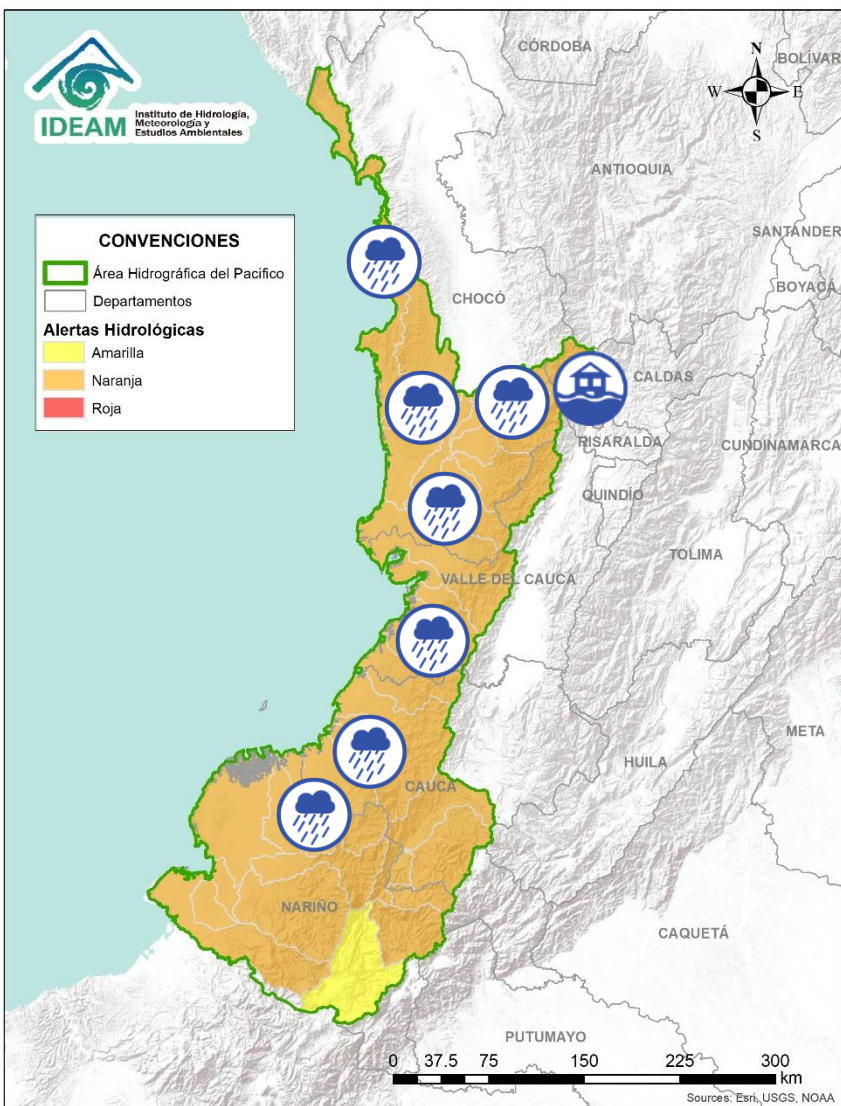 IDEAM
Instituto de Hidrología,
Meteorología y
Estudios Ambientales
CÓRDOBA
BOLÍVAR
N
W
E
S
ANTIOQUIA
SANTANDER
BOYACÁ
CONVENCIONES
Área Hidrográfica del Pacifico
Departamentos
Alertas Hidrológicas
Amarilla
Naranja
Roja
CHOCÓ
CALDAS
RISARALDA
CUNDINAMARCA
QUINDÍO
TOLIMA
VALLE DEL CAUCA
META
HUILA
CAUCA
NARIÑO
CAQUETÁ
PUTUMAYO
0 37.5 75 150 225 300
km
Sources: Esri, USGS, NOAA